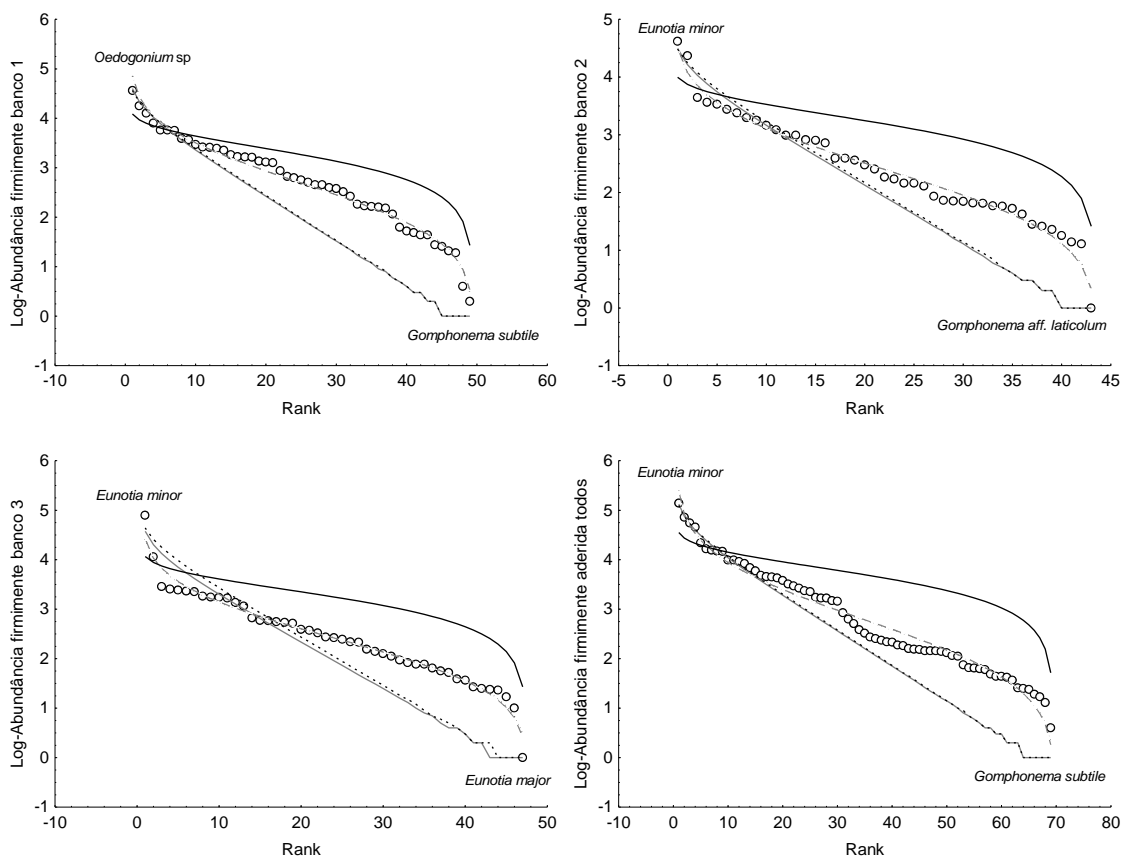 6
5
4
3
2
1
0
-1
-10 0 10 20 30 40 50 60
Rank
Log-Abundância firmimente banco 1
Oedogonium sp
Gomphonema subtile
5
4
3
2
1
0
-1
-5 0 5 10 15 20 25 30 35 40 45
Rank
Log-Abundância firmimente banco 2
Eunotia minor
Gomphonema aff. laticolum
6
5
4
3
2
1
0
-1
-10 0 10 20 30 40 50
Rank
Log-Abundância firmimente banco 3
Eunotia minor
Eunotia major
6
5
4
3
2
1
0
-1
-10 0 10 20 30 40 50 60 70 80
Rank
Log-Abundância firmimente aderida todos
Eunotia minor
Gomphonema subtile